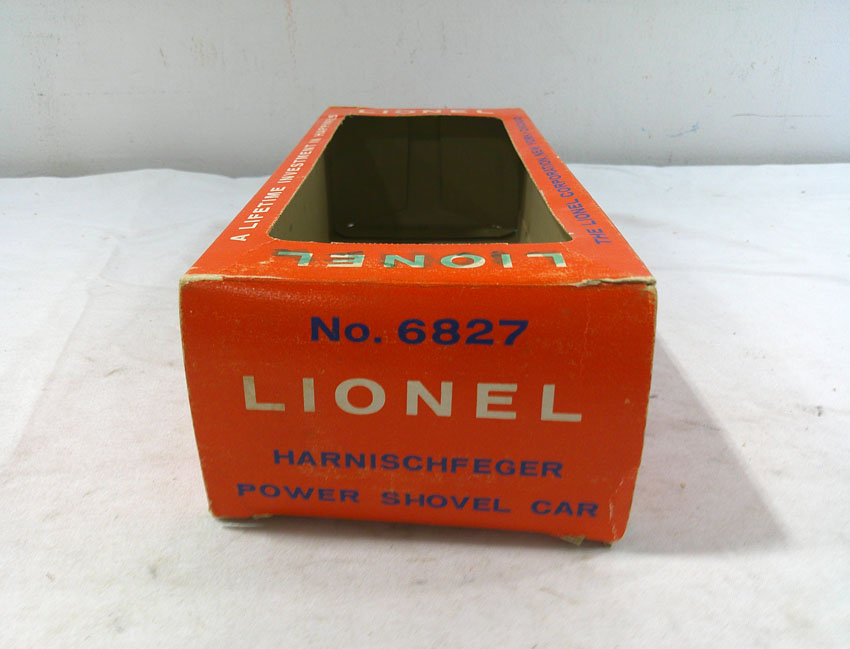 LIONEL
A LIFETIME INVESTMENT IN HAPPINESS
THE LIONEL CORPORATION NEW YORK
LIONEL
No. 6827
LIONEL
HARNISCHFEGER
POWER SHOVEL CAR